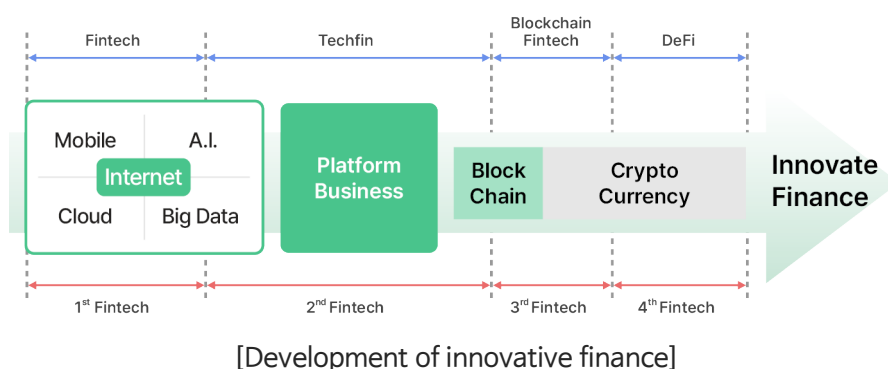 Fintech
Techfin
Blockchain
Fintech
DeFi
Mobile
A.I.
Internet
Cloud
Big Data
Platform
Business
Block
Chain
Crypto
Currency
Innovate
Finance
1st Fintech
2nd Fintech
3rd Fintech
4th Fintech
[Development of innovative finance]